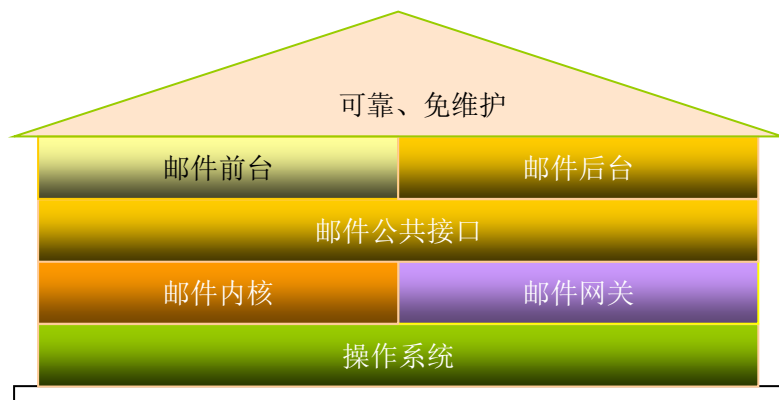 可靠、免维护
邮件前台
邮件后台
邮件公共接口
邮件内核
邮件网关
操作系统